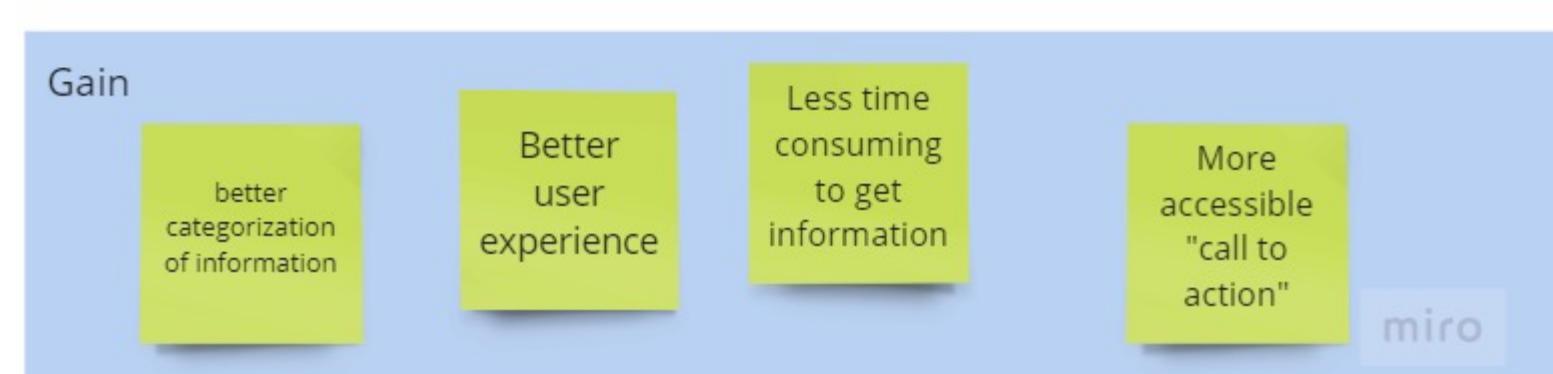 Gain
better
categorization
of information
Better
user
experience
Less time
consuming
to get
information
More
accessible
"call to
action"
miro